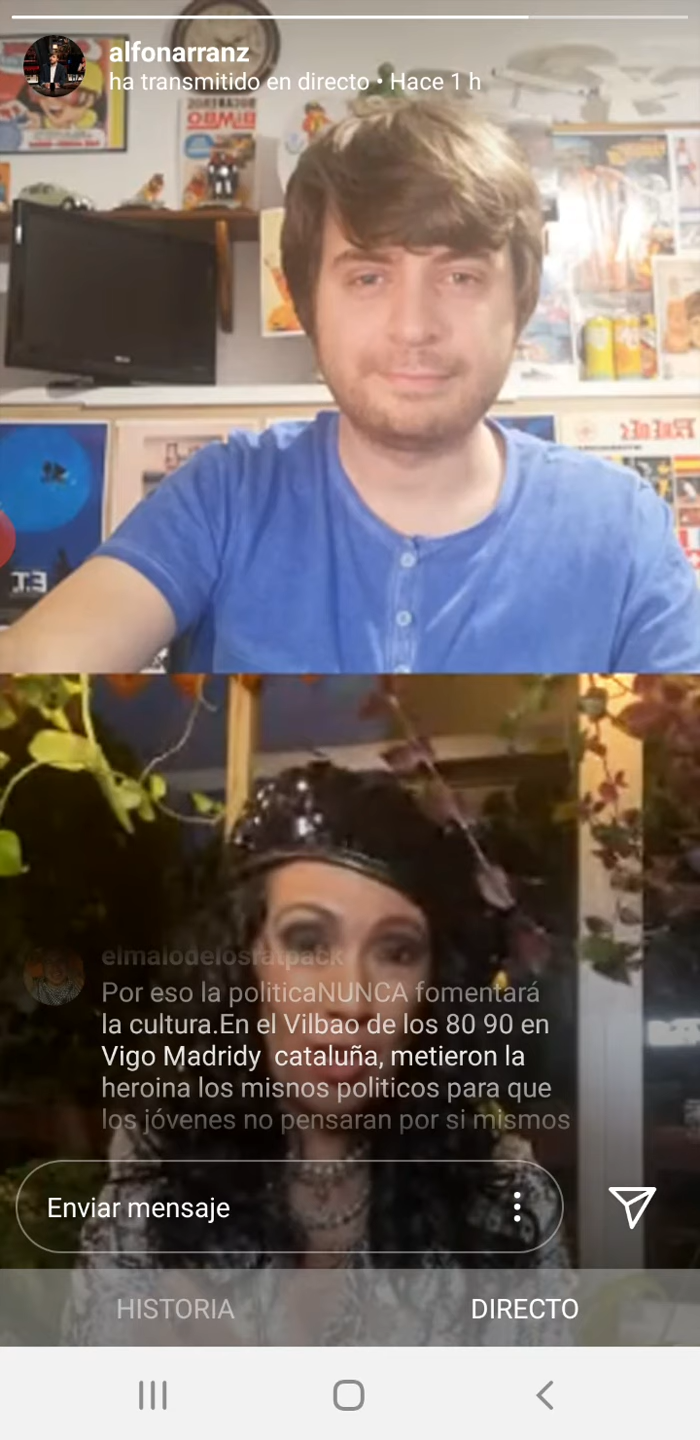 alfonarranz
ha transmitido en directo • Hace 1 h
BIMBO
E.T.
elmalodelosratpack
Por eso la politicaNUNCA fomentará
la cultura.En el Vilbao de los 80 90 en
Vigo Madridy cataluña, metieron la
heroina los misnos politicos para que
los jóvenes no pensaran por si mismos
Enviar mensaje
HISTORIA
DIRECTO